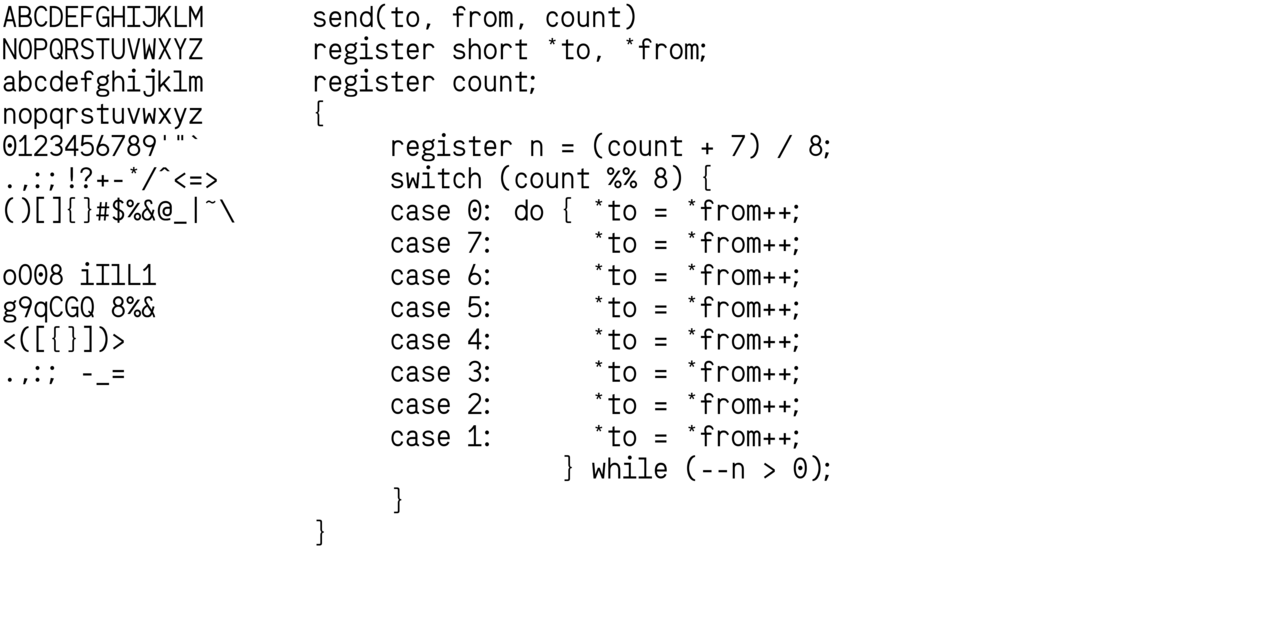 ABCDEFGHIJKLM
NOPQRSTUVWXYZ
abcdefghijklm
nopqrstuvwxyz
0123456789'"`
.,:;!?+-*/^<=>
()[]{}#$%&@_|~\
oO08 iIlL1
g9qCGQ 8%&
<([{}])>
.,:; -_=
send(to, from, count)
register short *to, *from;
register count;
{
     register n = (count + 7) / 8;
     switch (count %% 8) {
     case 0: do { *to = *from++;
     case 7:      *to = *from++;
     case 6:      *to = *from++;
     case 5:      *to = *from++;
     case 4:      *to = *from++;
     case 3:      *to = *from++;
     case 2:      *to = *from++;
     case 1:      *to = *from++;
                } while (--n > 0);
     }
}